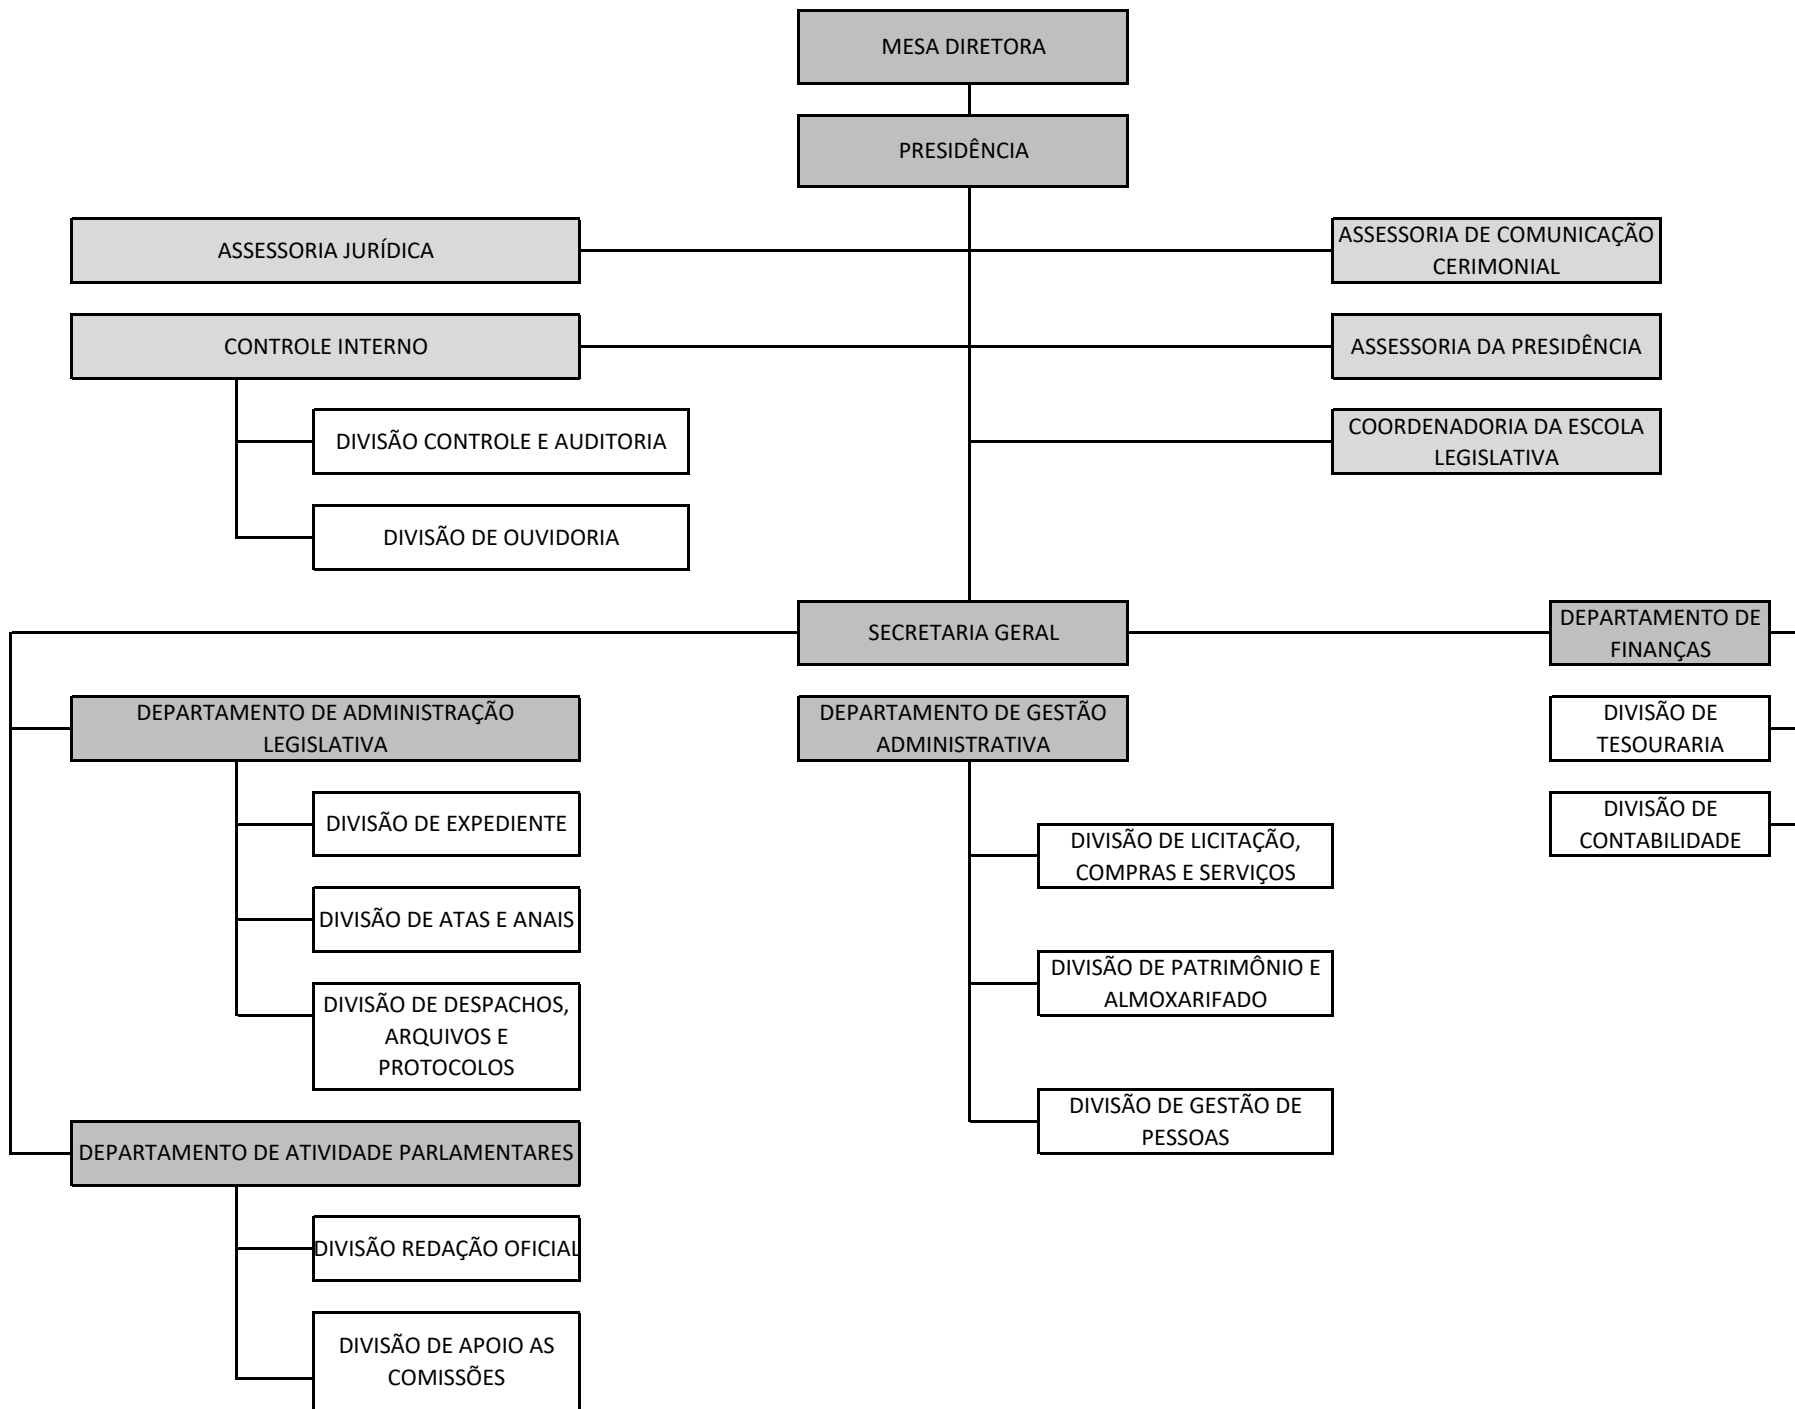 MESA DIRETORA
PRESIDÊNCIA
ASSESSORIA JURÍDICA
ASSESSORIA DE COMUNICAÇÃO
CERIMONIAL
CONTROLE INTERNO
ASSESSORIA DA PRESIDÊNCIA
DIVISÃO CONTROLE E AUDITORIA
COORDENADORIA DA ESCOLA
LEGISLATIVA
DIVISÃO DE OUVIDORIA
SECRETARIA GERAL
DEPARTAMENTO DE
FINANÇAS
DEPARTAMENTO DE ADMINISTRAÇÃO
LEGISLATIVA
DEPARTAMENTO DE GESTÃO
ADMINISTRATIVA
DIVISÃO DE
TESOURARIA
DIVISÃO DE EXPEDIENTE
DIVISÃO DE LICITAÇÃO,
COMPRAS E SERVIÇOS
DIVISÃO DE
CONTABILIDADE
DIVISÃO DE ATAS E ANAIS
DIVISÃO DE PATRIMÔNIO E
ALMOXARIFADO
DIVISÃO DE DESPACHOS,
ARQUIVOS E
PROTOCOLOS
DIVISÃO DE GESTÃO DE
PESSOAS
DEPARTAMENTO DE ATIVIDADE PARLAMENTARES
DIVISÃO REDAÇÃO OFICIAL
DIVISÃO DE APOIO AS
COMISSÕES